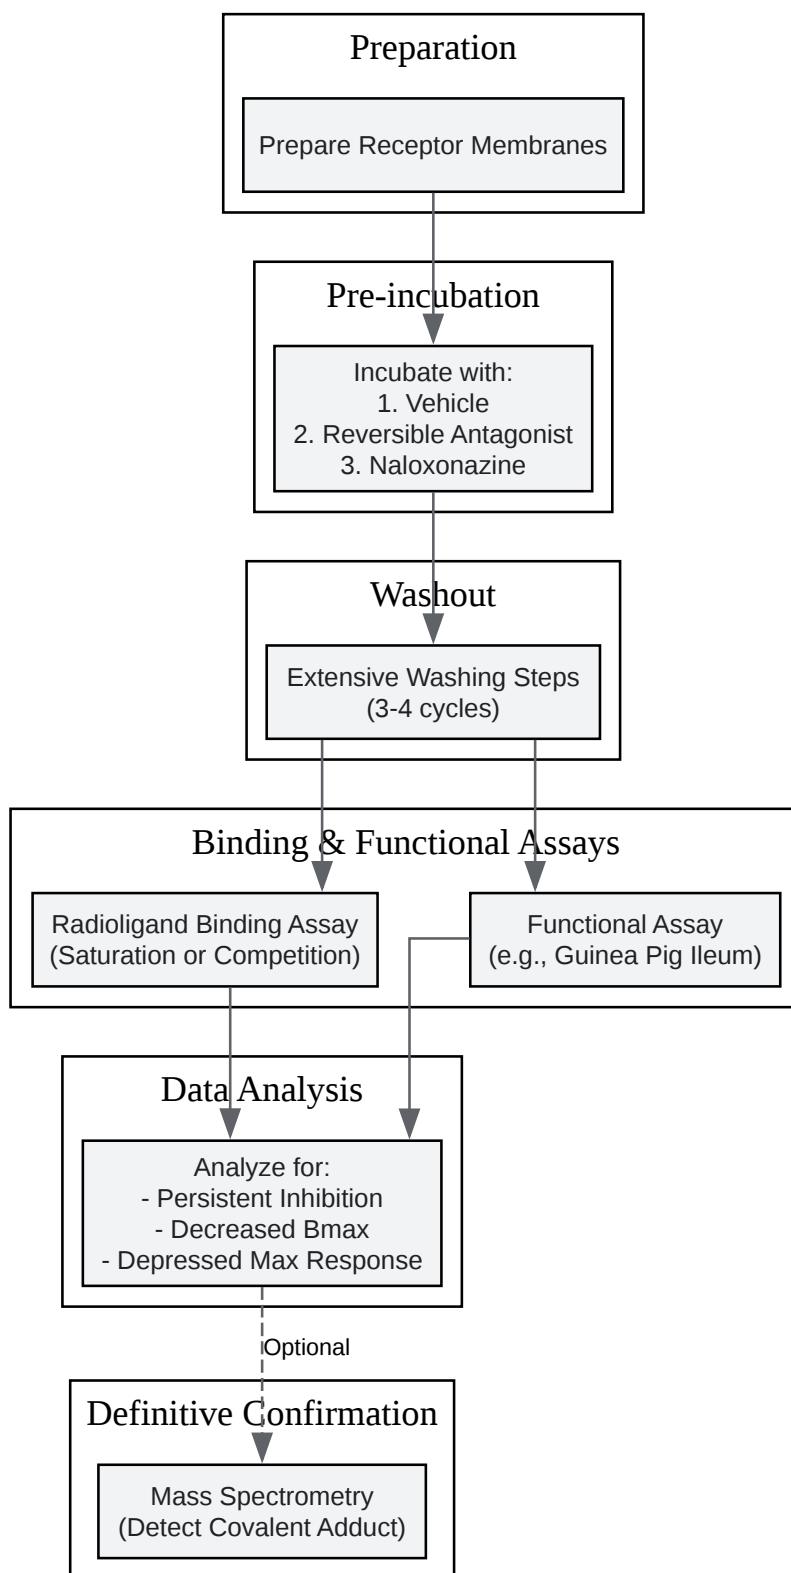 Preparation
Prepare Receptor Membranes
Pre-incubation
Incubate with:
1. Vehicle
2. Reversible Antagonist
3. Naloxonazine
Washout
Extensive Washing Steps
(3-4 cycles)
Binding & Functional Assays
Radioligand Binding Assay
(Saturation or Competition)
Functional Assay
(e.g., Guinea Pig Ileum)
Data Analysis
Analyze for:
- Persistent Inhibition
- Decreased Bmax
- Depressed Max Response
Optional
Definitive Confirmation
Mass Spectrometry
(Detect Covalent Adduct)